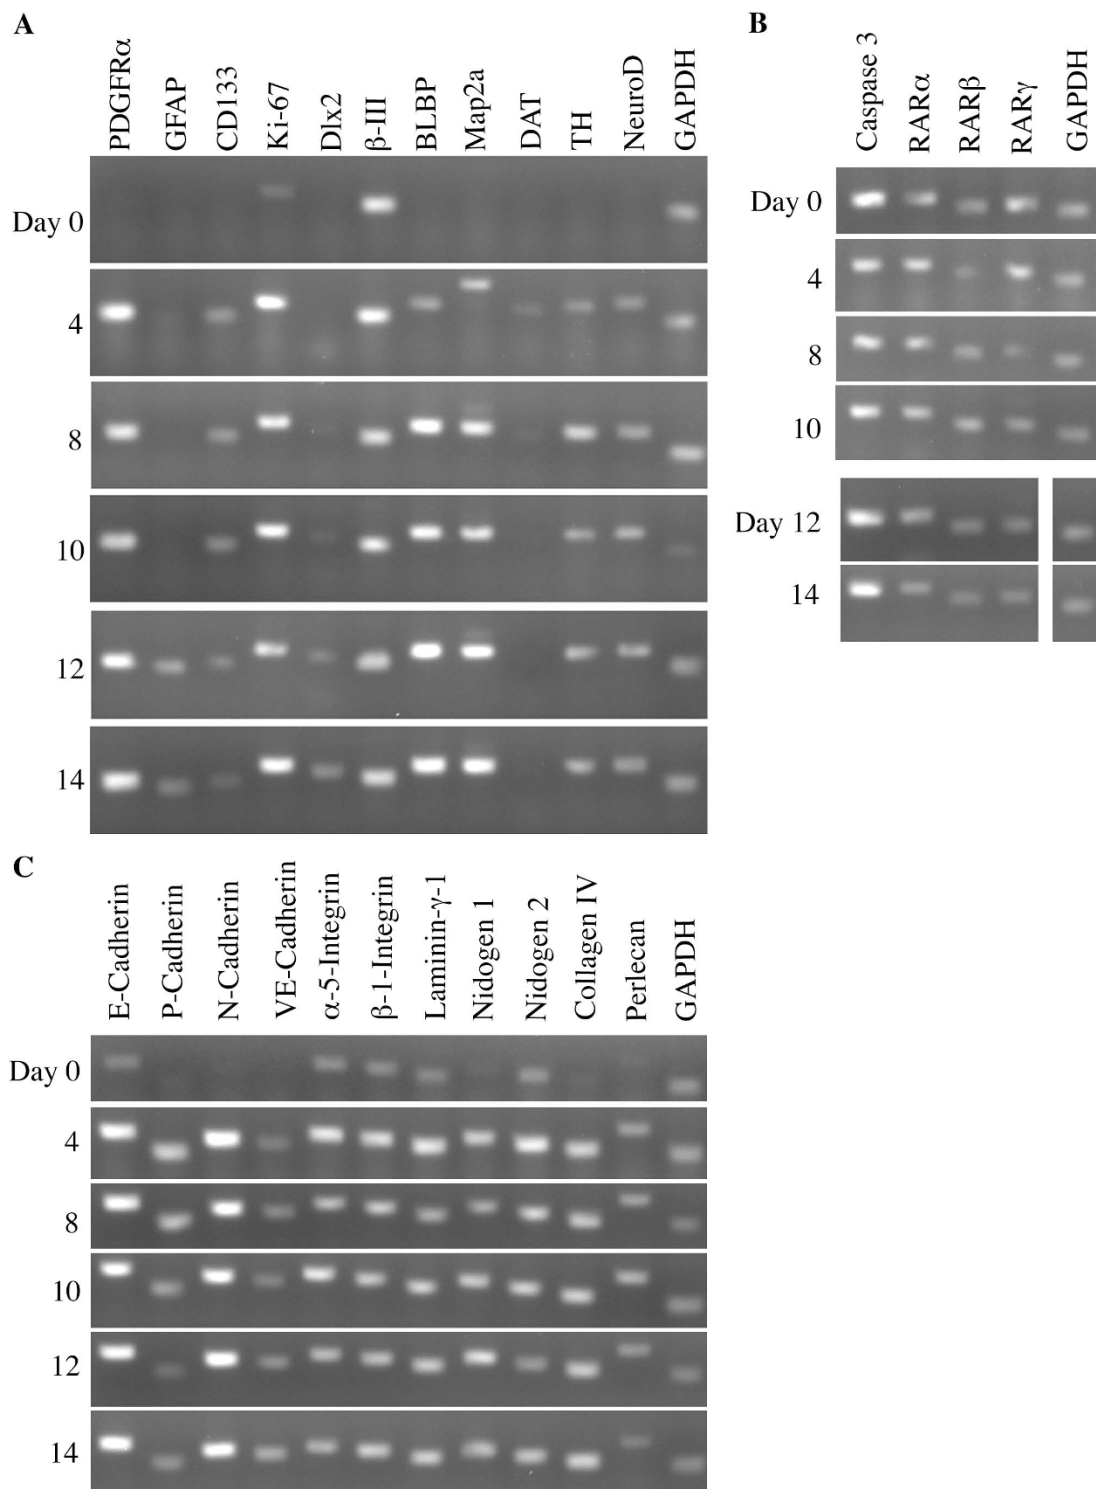 A
PDGFRα GFAP CD133 Ki-67 Dlx2 β-III BLBP Map2a DAT TH NeuroD GAPDH
Day 0
4
8
10
12
14
B
Caspase 3 RARα RARβ RARγ GAPDH
Day 0
4
8
10
Day 12
14
C
E-Cadherin P-Cadherin N-Cadherin VE-Cadherin α-5-Integrin β-1-Integrin Laminin-γ-1 Nidogen 1 Nidogen 2 Collagen IV Perlecan GAPDH
Day 0
4
8
10
12
14